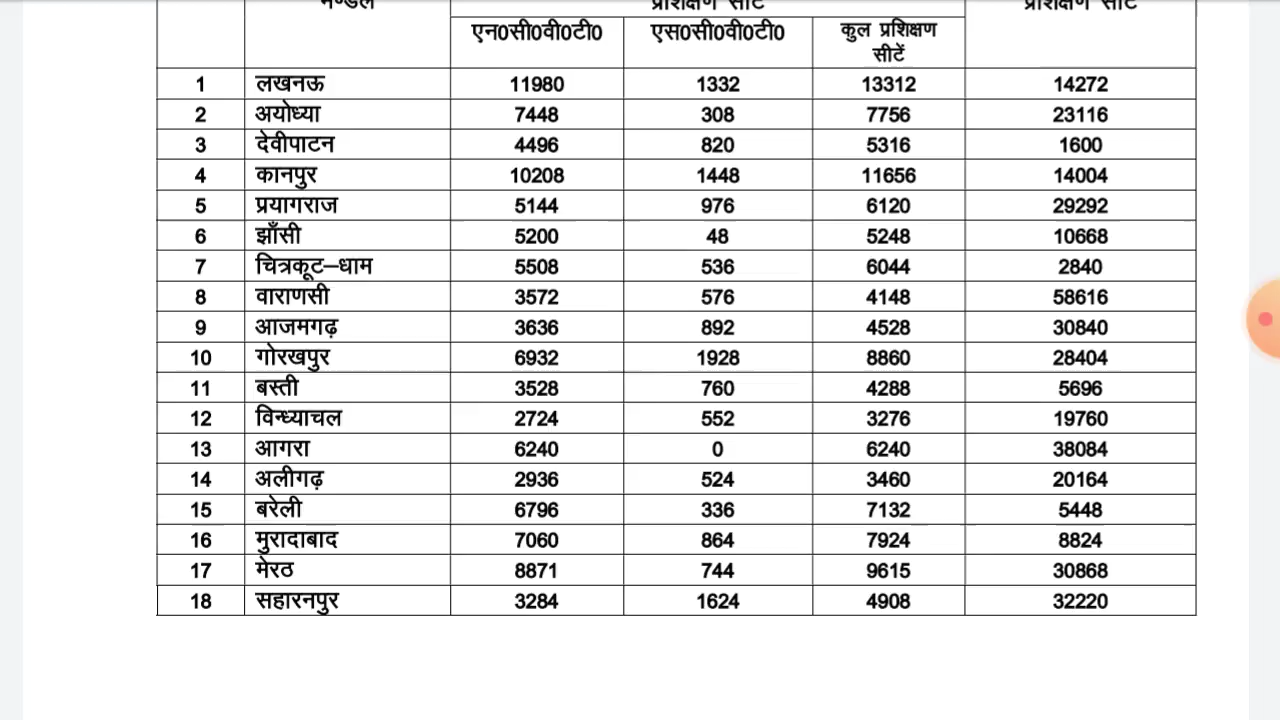 मण्डल प्रशिक्षण सीट प्रशिक्षण सीट
एन0सी0वी0टी0 एस0सी0वी0टी0 कुल प्रशिक्षण
सीटें
1 लखनऊ 11980 1332 13312 14272
2 अयोध्या 7448 308 7756 23116
3 देवीपाटन 4496 820 5316 1600
4 कानपुर 10208 1448 11656 14004
5 प्रयागराज 5144 976 6120 29292
6 झाँसी 5200 48 5248 10668
7 चित्रकूट–धाम 5508 536 6044 2840
8 वाराणसी 3572 576 4148 58616
9 आजमगढ़ 3636 892 4528 30840
10 गोरखपुर 6932 1928 8860 28404
11 बस्ती 3528 760 4288 5696
12 विन्ध्याचल 2724 552 3276 19760
13 आगरा 6240 0 6240 38084
14 अलीगढ़ 2936 524 3460 20164
15 बरेली 6796 336 7132 5448
16 मुरादाबाद 7060 864 7924 8824
17 मेरठ 8871 744 9615 30868
18 सहारनपुर 3284 1624 4908 32220